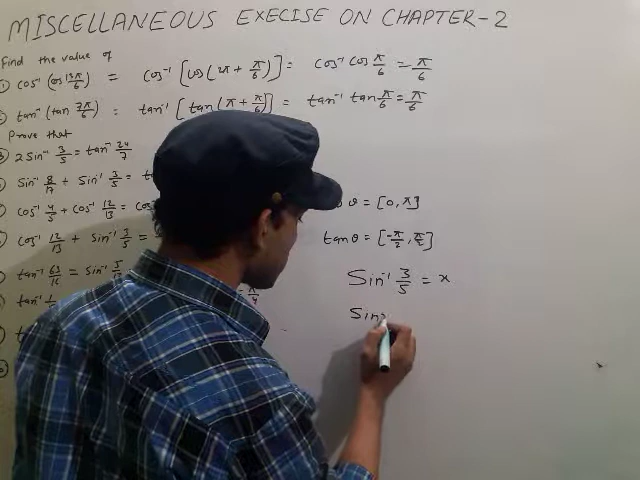 MISCELLANEOUS EXECISE ON CHAPTER-2
Find the value of
① cos⁻¹(cos 13π/6) = cos⁻¹[cos(2π + π/6)] = cos⁻¹ cos π/6 = π/6
tan⁻¹(tan 7π/6) = tan⁻¹[tan(π + π/6)] = tan⁻¹ tan π/6 = π/6
Prove that
2 sin⁻¹ 3/5 = tan⁻¹ 24/7
sin⁻¹ 8/17 + sin⁻¹ 3/5 =
cos⁻¹ 4/5 + cos⁻¹ 12/13 = cos
cos⁻¹ 12/13 + sin⁻¹ 3/5 =
tan⁻¹ 63/16 = sin⁻¹ 5/13
tan⁻¹
π/4
θ = [0, π]
tan θ = [-π/2, π/2]
Sin⁻¹ 3/5 = x
Sin